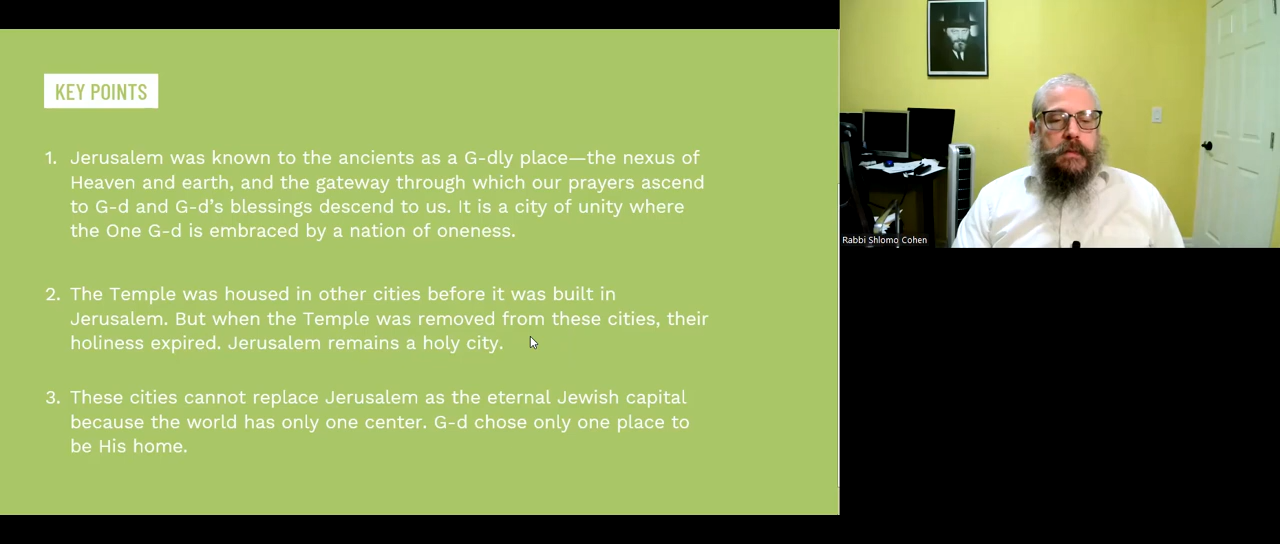 KEY POINTS
1. Jerusalem was known to the ancients as a G-dly place—the nexus of
Heaven and earth, and the gateway through which our prayers ascend
to G-d and G-d's blessings descend to us. It is a city of unity where
the One G-d is embraced by a nation of oneness.
2. The Temple was housed in other cities before it was built in
Jerusalem. But when the Temple was removed from these cities, their
holiness expired. Jerusalem remains a holy city.
3. These cities cannot replace Jerusalem as the eternal Jewish capital
because the world has only one center. G-d chose only one place to
be His home.
Rabbi Shlomo Cohen